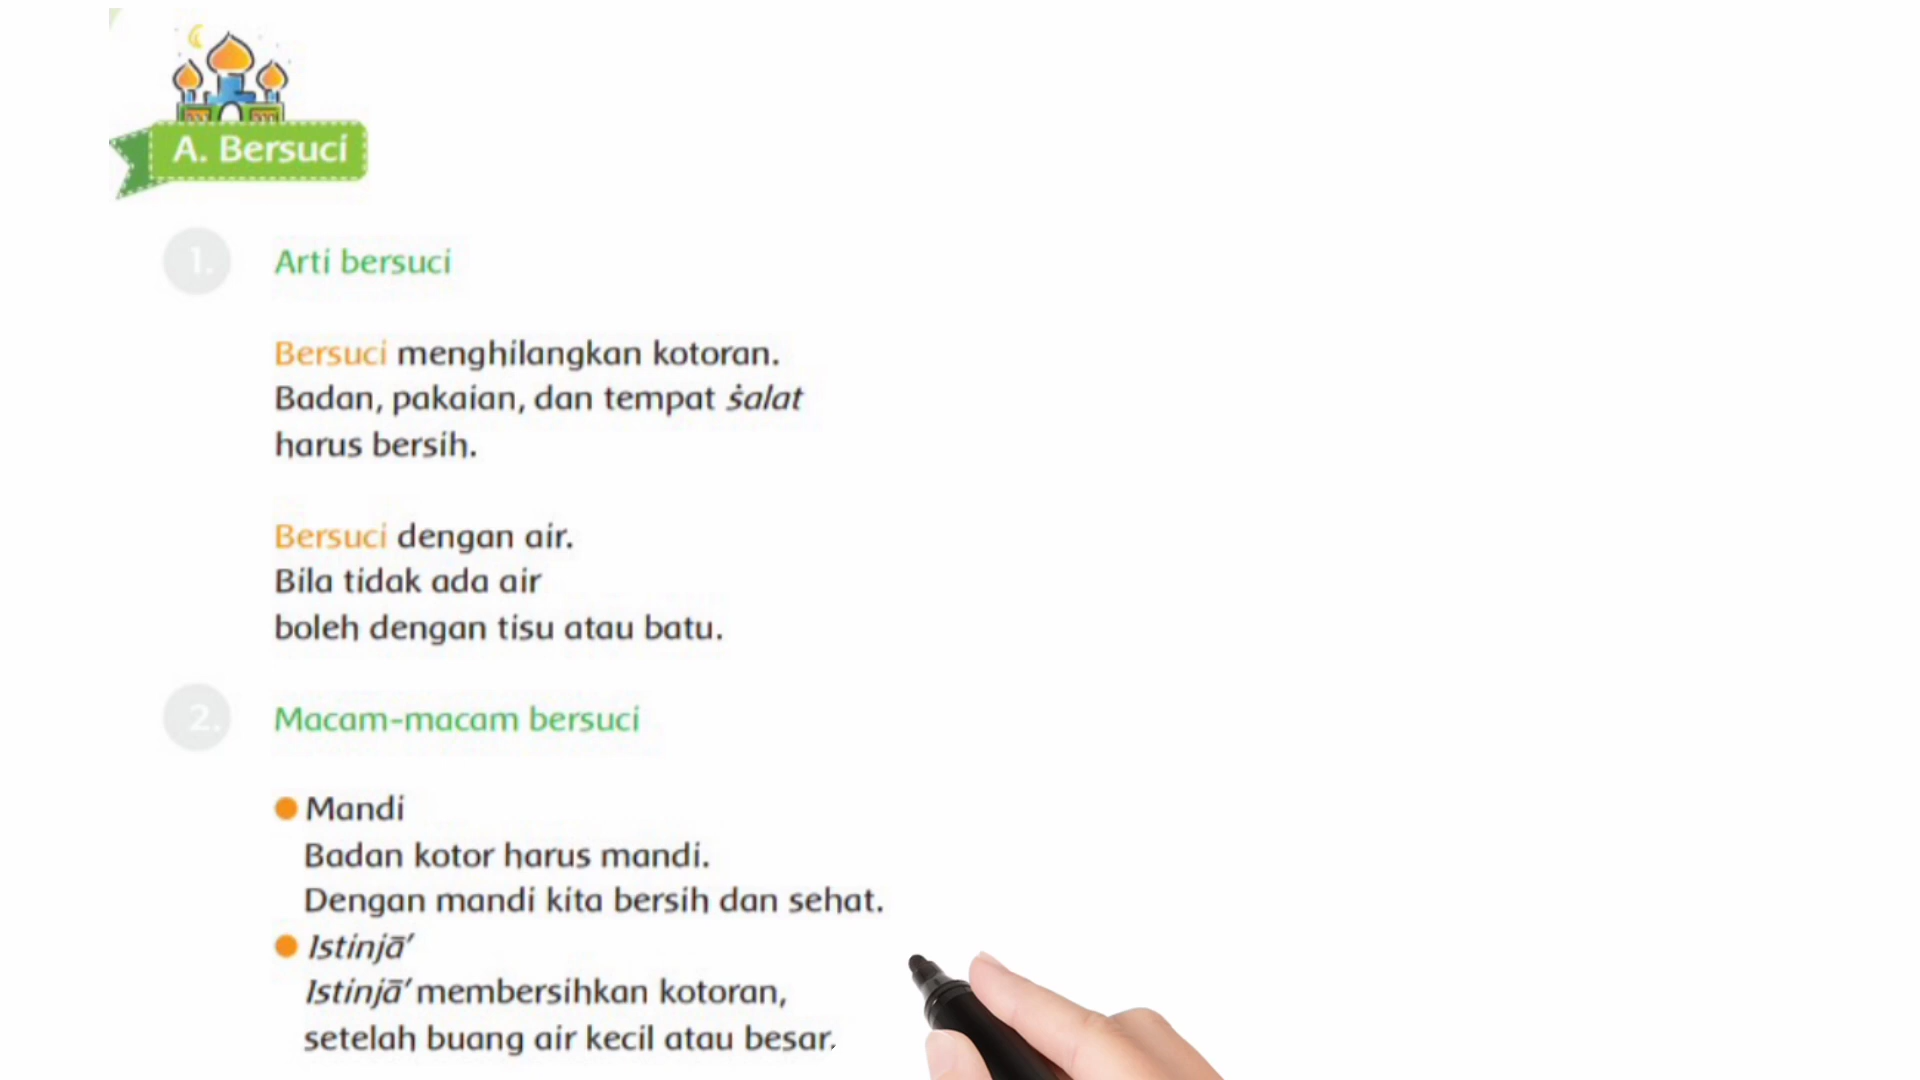 A. Bersuci
1. Arti bersuci
Bersuci menghilangkan kotoran.
Badan, pakaian, dan tempat ṡalat
harus bersih.
Bersuci dengan air.
Bila tidak ada air
boleh dengan tisu atau batu.
2. Macam-macam bersuci
● Mandi
Badan kotor harus mandi.
Dengan mandi kita bersih dan sehat.
● Istinjā'
Istinjā' membersihkan kotoran,
setelah buang air kecil atau besar.